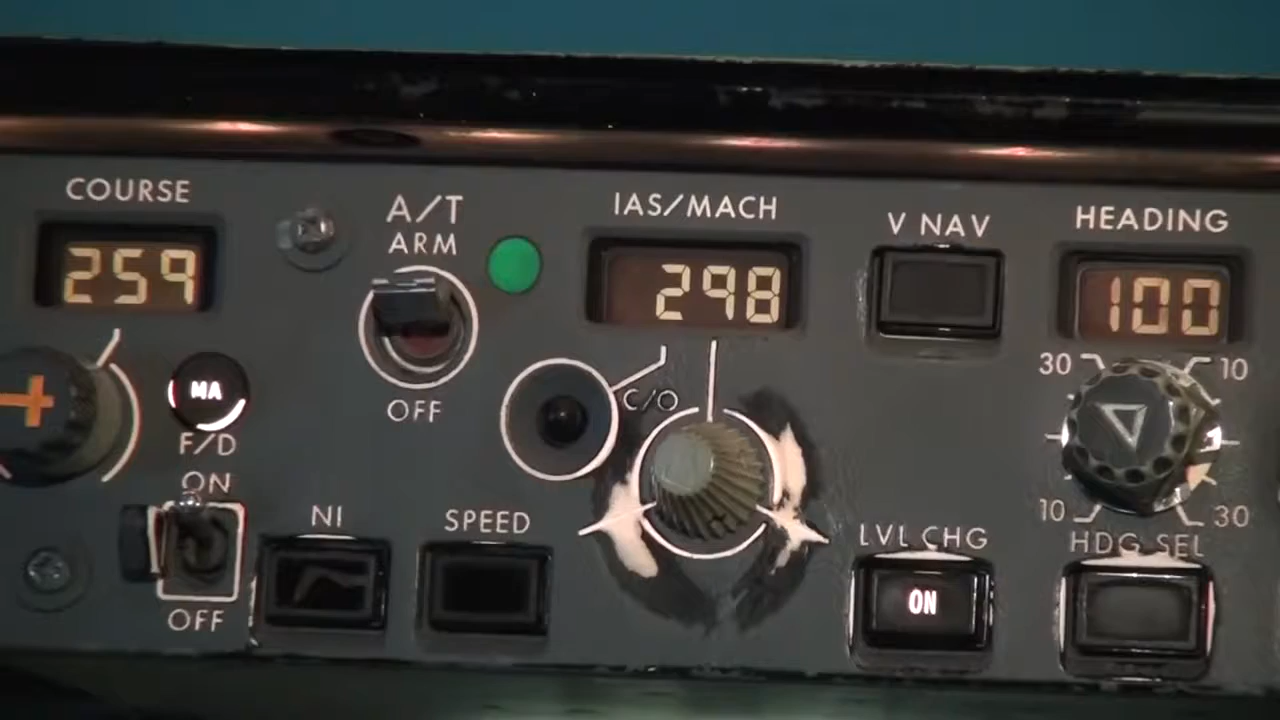 COURSE
259
A/T
ARM
OFF
IAS/MACH
298
V NAV
HEADING
100
30
10
10
30
C/O
MA
F/D
ON
OFF
N1
SPEED
LVL CHG
ON
HDG SEL